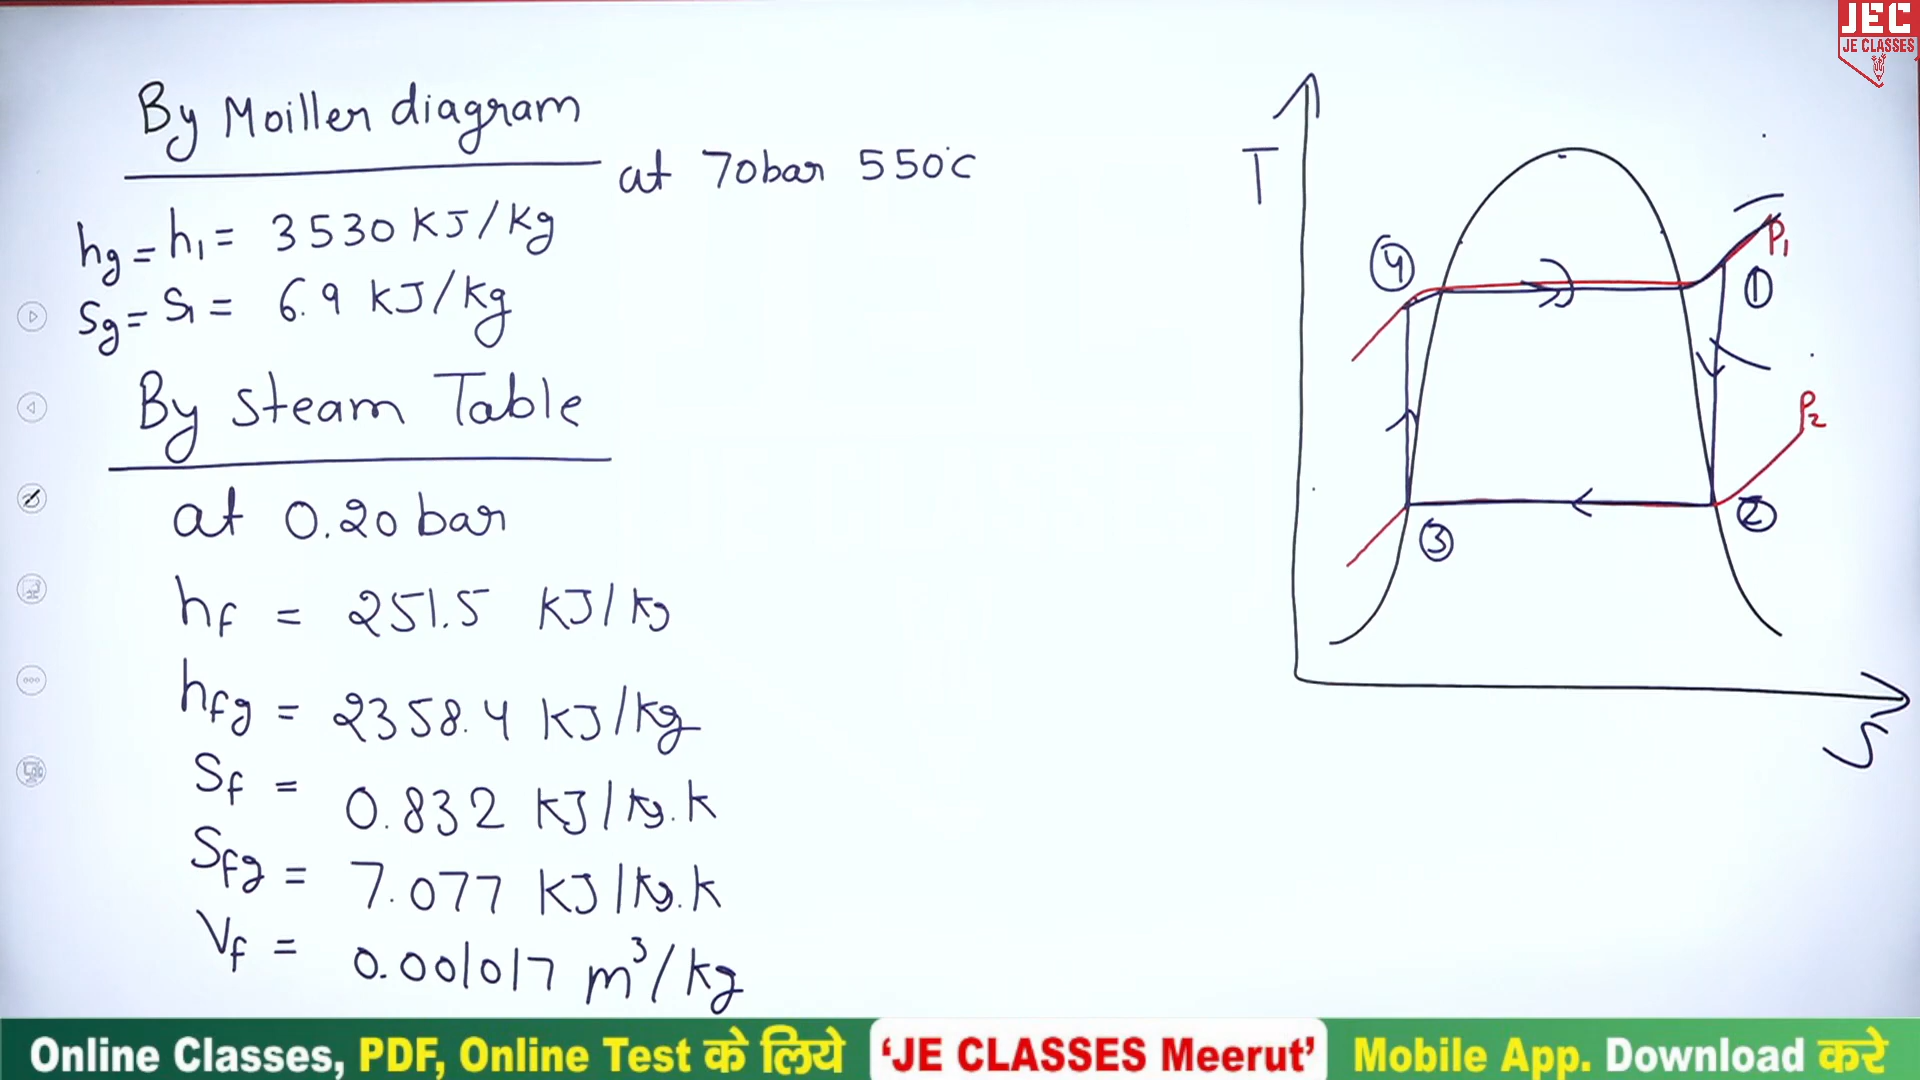 JEC
JE CLASSES
By Moiller diagram
at 70bar 550°C
hg = h1 = 3530 KJ/Kg
Sg = S1 = 6.9 KJ/Kg
By Steam Table
at 0.20 bar
hf = 251.5 KJ/Kg
hfg = 2358.4 KJ/Kg
Sf = 0.832 KJ/Kg.K
Sfg = 7.077 KJ/Kg.K
Vf = 0.001017 m³/Kg
T
4
P1
1
P2
2
3
S
Online Classes, PDF, Online Test के लिये 'JE CLASSES Meerut' Mobile App. Download करे